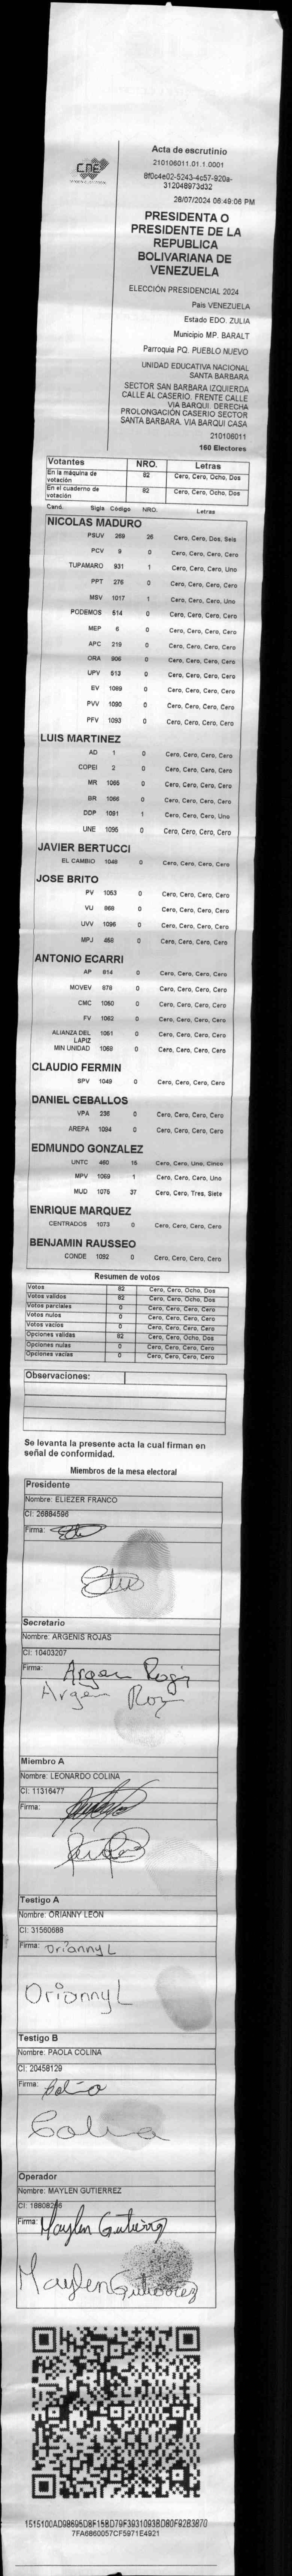 CNE
Acta de escrutinio
210106011.01.1.0001
8f0c4e02-5243-4c57-920a-
312048973d32
28/07/2024 06:49:06 PM
PRESIDENTA O
PRESIDENTE DE LA
REPUBLICA
BOLIVARIANA DE
VENEZUELA
ELECCIÓN PRESIDENCIAL 2024
País VENEZUELA
Estado EDO. ZULIA
Municipio MP. BARALT
Parroquia PQ. PUEBLO NUEVO
UNIDAD EDUCATIVA NACIONAL
SANTA BARBARA
SECTOR SAN BARBARA IZQUIERDA
CALLE AL CASERIO. FRENTE CALLE
VIA BARQUI. DERECHA
PROLONGACIÓN CASERIO SECTOR
SANTA BARBARA. VIA BARQUI CASA
210106011
160 Electores
Votantes NRO. Letras
En la máquina de votación 82 Cero, Cero, Ocho, Dos
En el cuaderno de votación 82 Cero, Cero, Ocho, Dos
Cand. Sigla Código NRO. Letras
NICOLAS MADURO
PSUV 269 26 Cero, Cero, Dos, Seis
PCV 9 0 Cero, Cero, Cero, Cero
TUPAMARO 931 1 Cero, Cero, Cero, Uno
PPT 276 0 Cero, Cero, Cero, Cero
MSV 1017 1 Cero, Cero, Cero, Uno
PODEMOS 514 0 Cero, Cero, Cero, Cero
MEP 6 0 Cero, Cero, Cero, Cero
APC 219 0 Cero, Cero, Cero, Cero
ORA 906 0 Cero, Cero, Cero, Cero
UPV 513 0 Cero, Cero, Cero, Cero
EV 1089 0 Cero, Cero, Cero, Cero
PVV 1090 0 Cero, Cero, Cero, Cero
PFV 1093 0 Cero, Cero, Cero, Cero
LUIS MARTINEZ
AD 1 0 Cero, Cero, Cero, Cero
COPEI 2 0 Cero, Cero, Cero, Cero
MR 1065 0 Cero, Cero, Cero, Cero
BR 1066 0 Cero, Cero, Cero, Cero
DDP 1091 1 Cero, Cero, Cero, Uno
UNE 1095 0 Cero, Cero, Cero, Cero
JAVIER BERTUCCI
EL CAMBIO 1048 0 Cero, Cero, Cero, Cero
JOSE BRITO
PV 1053 0 Cero, Cero, Cero, Cero
VU 868 0 Cero, Cero, Cero, Cero
UVV 1096 0 Cero, Cero, Cero, Cero
MPJ 468 0 Cero, Cero, Cero, Cero
ANTONIO ECARRI
AP 814 0 Cero, Cero, Cero, Cero
MOVEV 878 0 Cero, Cero, Cero, Cero
CMC 1060 0 Cero, Cero, Cero, Cero
FV 1062 0 Cero, Cero, Cero, Cero
ALIANZA DEL LAPIZ 1061 0 Cero, Cero, Cero, Cero
MIN UNIDAD 1068 0 Cero, Cero, Cero, Cero
CLAUDIO FERMIN
SPV 1049 0 Cero, Cero, Cero, Cero
DANIEL CEBALLOS
VPA 236 0 Cero, Cero, Cero, Cero
AREPA 1094 0 Cero, Cero, Cero, Cero
EDMUNDO GONZALEZ
UNTC 460 15 Cero, Cero, Uno, Cinco
MPV 1069 1 Cero, Cero, Cero, Uno
MUD 1075 37 Cero, Cero, Tres, Siete
ENRIQUE MARQUEZ
CENTRADOS 1073 0 Cero, Cero, Cero, Cero
BENJAMIN RAUSSEO
CONDE 1092 0 Cero, Cero, Cero, Cero
Resumen de votos
Votos 82 Cero, Cero, Ocho, Dos
Votos validos 82 Cero, Cero, Ocho, Dos
Votos parciales 0 Cero, Cero, Cero, Cero
Votos nulos 0 Cero, Cero, Cero, Cero
Votos vacios 0 Cero, Cero, Cero, Cero
Opciones validas 82 Cero, Cero, Ocho, Dos
Opciones nulas 0 Cero, Cero, Cero, Cero
Opciones vacias 0 Cero, Cero, Cero, Cero
Observaciones:
Se levanta la presente acta la cual firman en
señal de conformidad.
Miembros de la mesa electoral
Presidente
Nombre: ELIEZER FRANCO
CI: 26884596
Firma:
Secretario
Nombre: ARGENIS ROJAS
CI: 10403207
Firma: Argen Roja
Argen Roj
Miembro A
Nombre: LEONARDO COLINA
CI: 11316477
Firma:
Testigo A
Nombre: ORIANNY LEON
CI: 31560688
Firma: Orianny L
Orianny L
Testigo B
Nombre: PAOLA COLINA
CI: 20458129
Firma:
Operador
Nombre: MAYLEN GUTIERREZ
Firma: Maylen Gutierrez
Maylen Gutierrez
1515100AD98695D8F15BD79F3931093BD80F92B3870
7FA6860057CF5971E4921